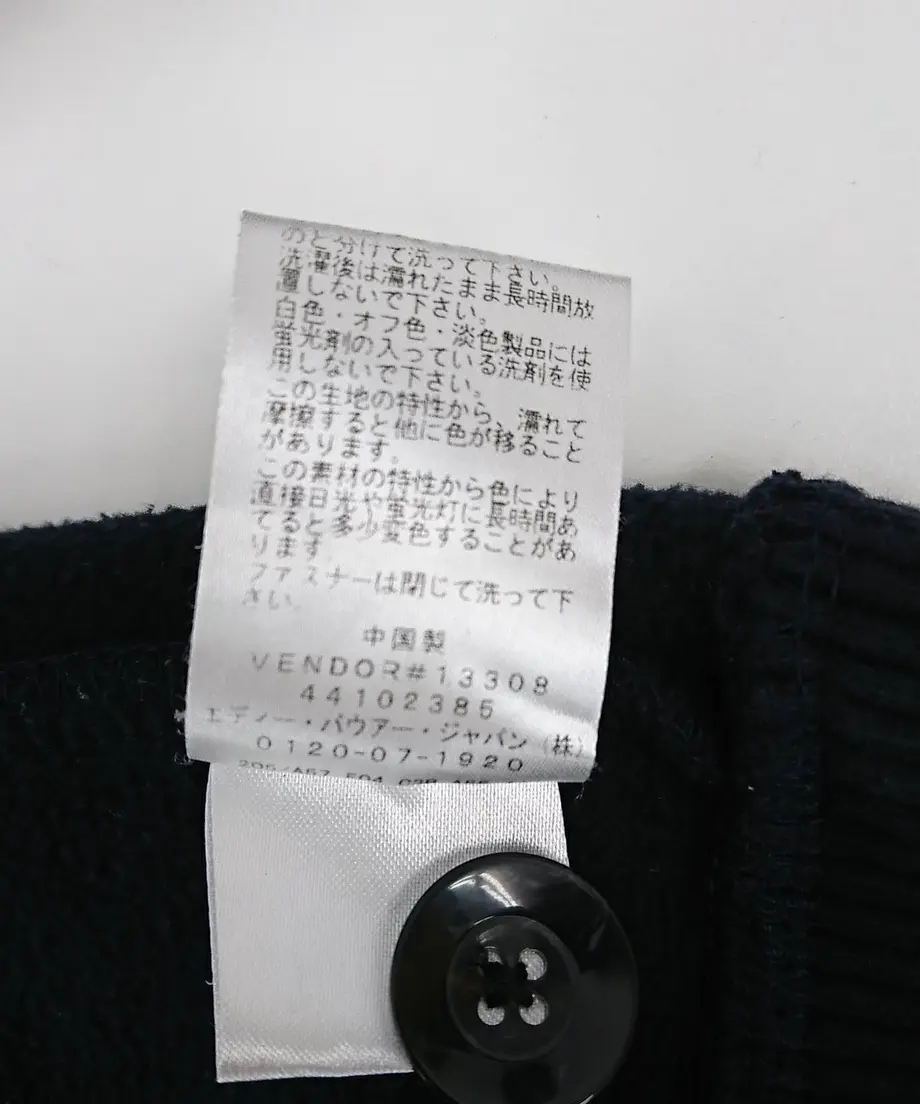 のと分けて洗って下さい。
洗濯後は濡れたまま長時間放
置しないで下さい。
白色・オフ色・淡色製品には
蛍光剤の入っている洗剤を使
用しないで下さい。
この生地の特性から、濡れて
摩擦すると他に色が移ること
があります。
この素材の特性から色により
直接日光や蛍光灯に長時間あ
てると多少変色することがあ
ります。
ファスナーは閉じて洗って下
さい。
中国製
VENDOR#13308
44102385
エディー・バウアー・ジャパン(株)
0120-07-1920